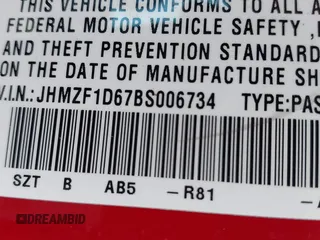 THIS VEHICLE CONFORMS TO ALL A
FEDERAL MOTOR VEHICLE SAFETY ,
AND THEFT PREVENTION STANDARD
ON THE DATE OF MANUFACTURE SH
V.I.N.: JHMZF1D67BS006734 TYPE:PAS
SZT B AB5 -R81 -A
DREAMBID